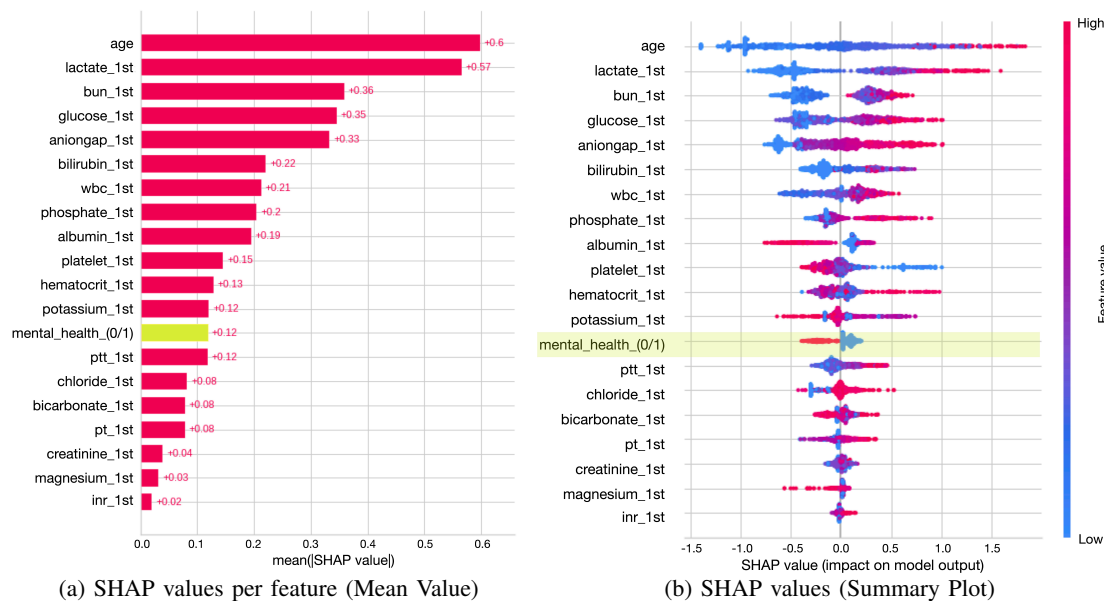 age
+0.6
lactate_1st
+0.57
bun_1st
+0.36
glucose_1st
+0.35
aniongap_1st
+0.33
bilirubin_1st
+0.22
wbc_1st
+0.21
phosphate_1st
+0.2
albumin_1st
+0.19
platelet_1st
+0.15
hematocrit_1st
+0.13
potassium_1st
+0.12
mental_health_(0/1)
+0.12
ptt_1st
+0.12
chloride_1st
+0.08
bicarbonate_1st
+0.08
pt_1st
+0.08
creatinine_1st
+0.04
magnesium_1st
+0.03
inr_1st
+0.02
0.0 0.1 0.2 0.3 0.4 0.5 0.6
mean(|SHAP value|)
(a) SHAP values per feature (Mean Value)
age
lactate_1st
bun_1st
glucose_1st
aniongap_1st
bilirubin_1st
wbc_1st
phosphate_1st
albumin_1st
platelet_1st
hematocrit_1st
potassium_1st
mental_health_(0/1)
ptt_1st
chloride_1st
bicarbonate_1st
pt_1st
creatinine_1st
magnesium_1st
inr_1st
-1.5 -1.0 -0.5 0.0 0.5 1.0 1.5
SHAP value (impact on model output)
High
Feature value
Low
(b) SHAP values (Summary Plot)